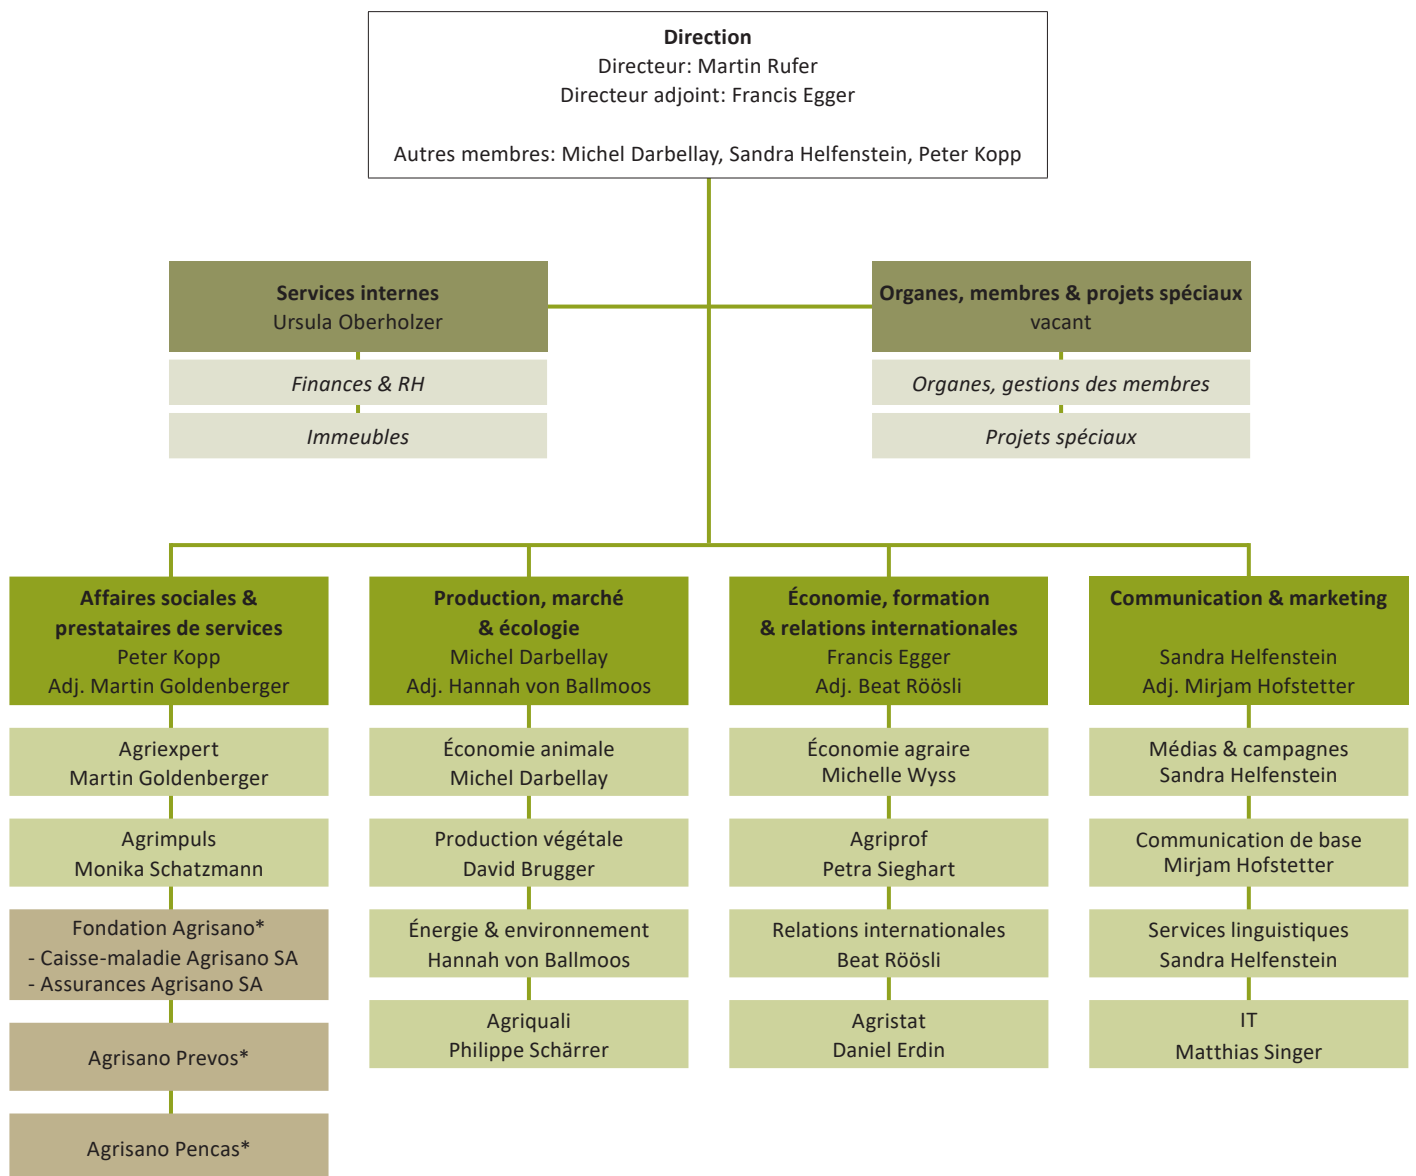 Direction
Directeur: Martin Rufer
Directeur adjoint: Francis Egger
Autres membres: Michel Darbellay, Sandra Helfenstein, Peter Kopp
Services internes
Ursula Oberholzer
Finances & RH
Immeubles
Organes, membres & projets spéciaux
vacant
Organes, gestions des membres
Projets spéciaux
Affaires sociales &
prestataires de services
Peter Kopp
Adj. Martin Goldenberger
Agriexpert
Martin Goldenberger
Agrimpuls
Monika Schatzmann
Fondation Agrisano*
- Caisse-maladie Agrisano SA
- Assurances Agrisano SA
Agrisano Prevos*
Agrisano Pencas*
Production, marché
& écologie
Michel Darbellay
Adj. Hannah von Ballmoos
Économie animale
Michel Darbellay
Production végétale
David Brugger
Énergie & environnement
Hannah von Ballmoos
Agriquali
Philippe Schärrer
Économie, formation
& relations internationales
Francis Egger
Adj. Beat Röösli
Économie agraire
Michelle Wyss
Agriprof
Petra Sieghart
Relations internationales
Beat Röösli
Agristat
Daniel Erdin
Communication & marketing
Sandra Helfenstein
Adj. Mirjam Hofstetter
Médias & campagnes
Sandra Helfenstein
Communication de base
Mirjam Hofstetter
Services linguistiques
Sandra Helfenstein
IT
Matthias Singer